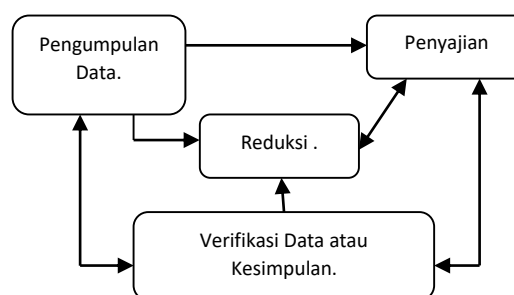 Pengumpulan
Data.
Penyajian
Reduksi .
Verifikasi Data atau
Kesimpulan.